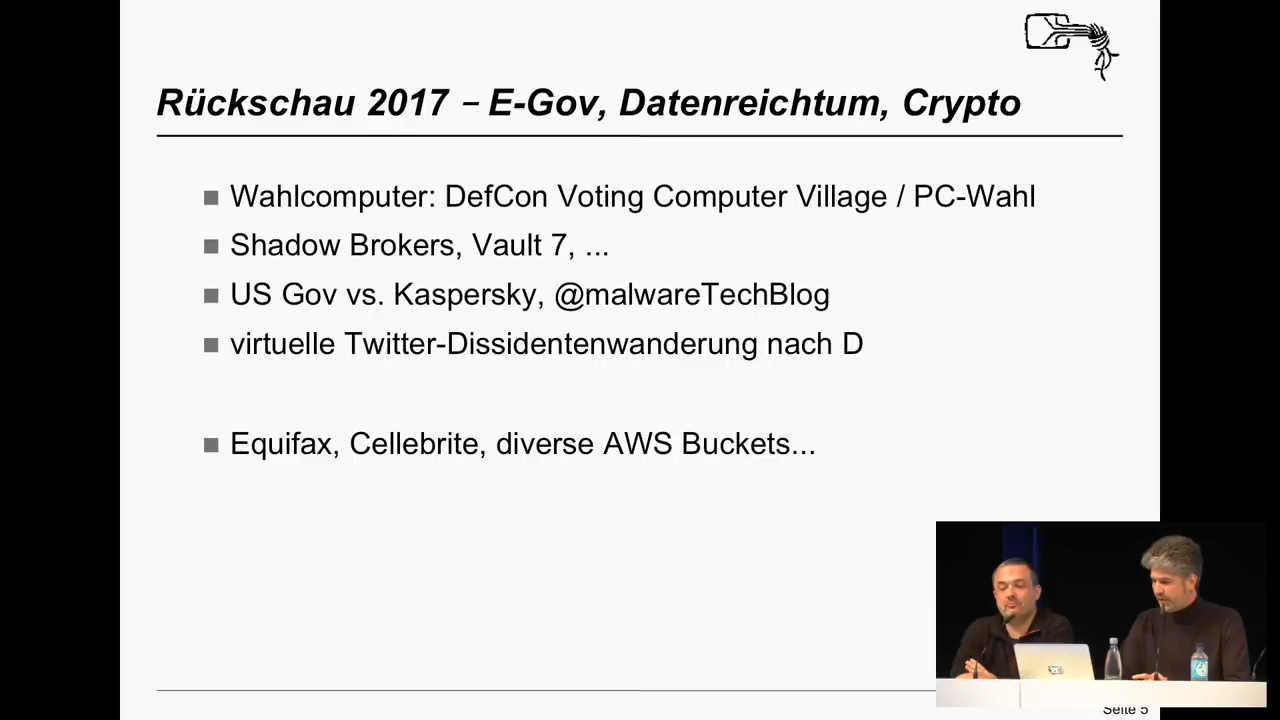 Rückschau 2017 – E-Gov, Datenreichtum, Crypto
Wahlcomputer: DefCon Voting Computer Village / PC-Wahl
Shadow Brokers, Vault 7, ...
US Gov vs. Kaspersky, @malwareTechBlog
virtuelle Twitter-Dissidentenwanderung nach D
Equifax, Cellebrite, diverse AWS Buckets...
Seite 5